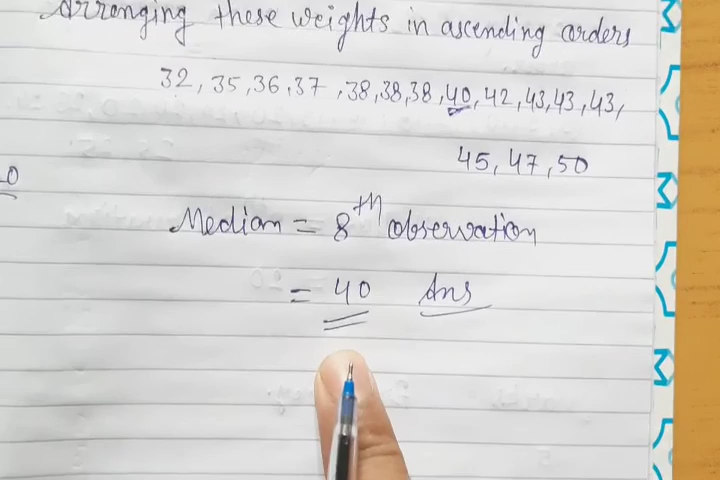 Arranging these weights in ascending orders
32, 35, 36, 37, 38, 38, 38, 40, 42, 43, 43, 43,
45, 47, 50
Median = 8th observation
= 40 Ans